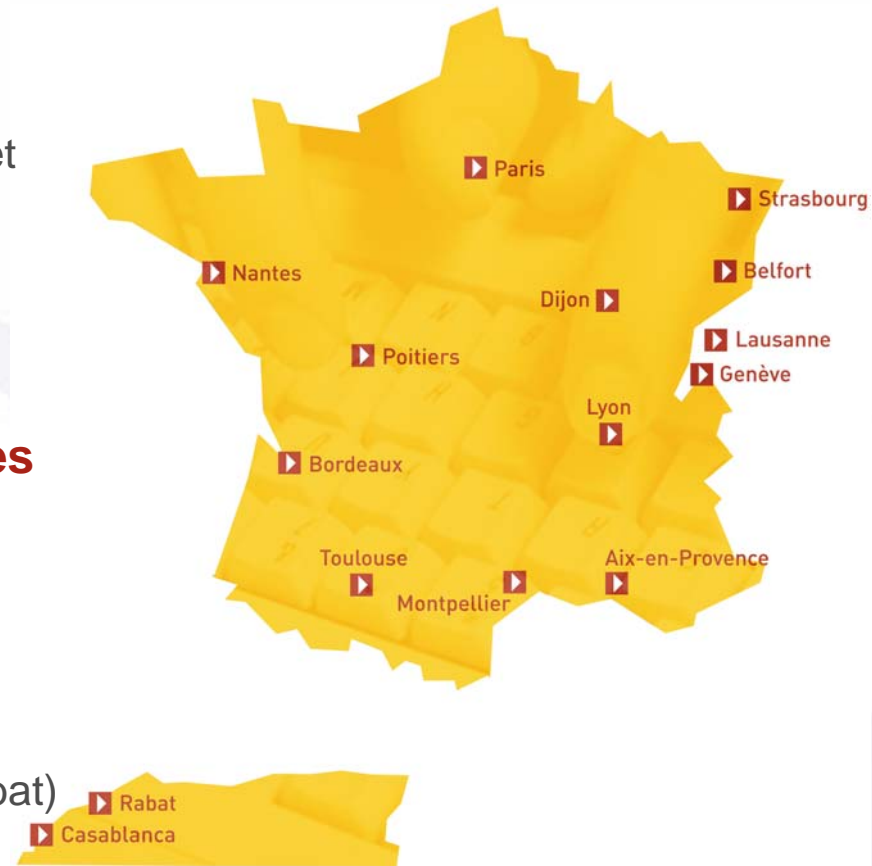 et
Paris
Strasbourg
Nantes
Belfort
Dijon
Lausanne
Poitiers
Genève
Lyon
es
Bordeaux
Toulouse
Aix-en-Provence
Montpellier
bat)
Rabat
Casablanca